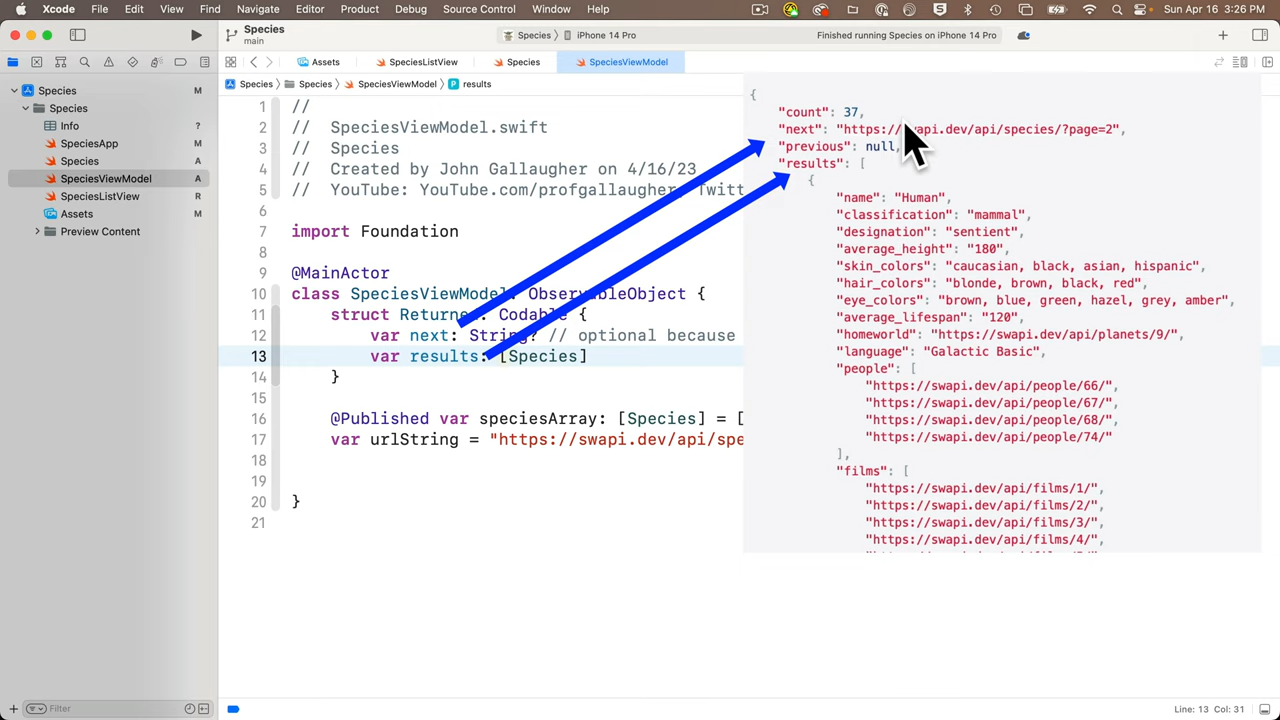 Xcode File Edit View Find Navigate Editor Product Debug Source Control Window Help
Sun Apr 16 3:26 PM
Species
main
Species iPhone 14 Pro
Finished running Species on iPhone 14 Pro
Assets SpeciesListView Species SpeciesViewModel
Species Species SpeciesViewModel P results
Species M
Species
Info ?
SpeciesApp M
Species A
SpeciesViewModel A
SpeciesListView A
Assets M
Preview Content
Filter
1 //
2 // SpeciesViewModel.swift
3 // Species
4 // Created by John Gallaugher on 4/16/23
5 // YouTube: YouTube.com/profgallaugher, Twitt
6
7 import Foundation
8
9 @MainActor
10 class SpeciesViewModel: ObservableObject {
11 struct Returned: Codable {
12 var next: String? // optional because
13 var results: [Species]
14 }
15
16 @Published var speciesArray: [Species] = [
17 var urlString = "https://swapi.dev/api/spe
18
19
20 }
21
{
"count": 37,
"next": "https://swapi.dev/api/species/?page=2",
"previous": null,
"results": [
{
"name": "Human",
"classification": "mammal",
"designation": "sentient",
"average_height": "180",
"skin_colors": "caucasian, black, asian, hispanic",
"hair_colors": "blonde, brown, black, red",
"eye_colors": "brown, blue, green, hazel, grey, amber",
"average_lifespan": "120",
"homeworld": "https://swapi.dev/api/planets/9/",
"language": "Galactic Basic",
"people": [
"https://swapi.dev/api/people/66/",
"https://swapi.dev/api/people/67/",
"https://swapi.dev/api/people/68/",
"https://swapi.dev/api/people/74/"
],
"films": [
"https://swapi.dev/api/films/1/",
"https://swapi.dev/api/films/2/",
"https://swapi.dev/api/films/3/",
"https://swapi.dev/api/films/4/",
Line: 13 Col: 31